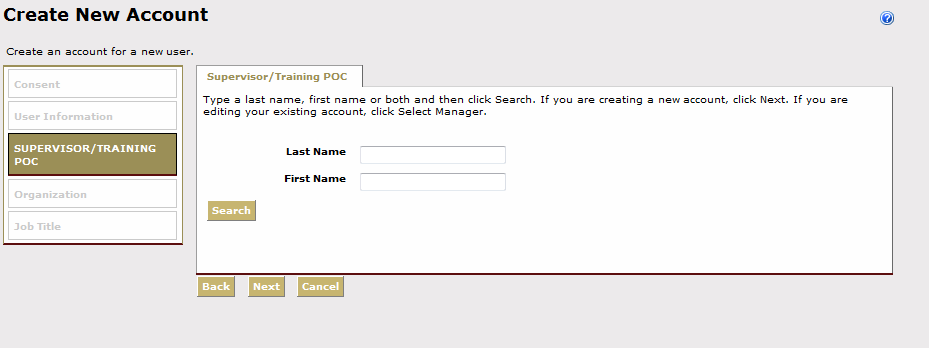 Create New Account
?
Create an account for a new user.
Consent
User Information
SUPERVISOR/TRAINING
POC
Organization
Job Title
Supervisor/Training POC
Type a last name, first name or both and then click Search. If you are creating a new account, click Next. If you are
editing your existing account, click Select Manager.
Last Name
First Name
Search
Back Next Cancel